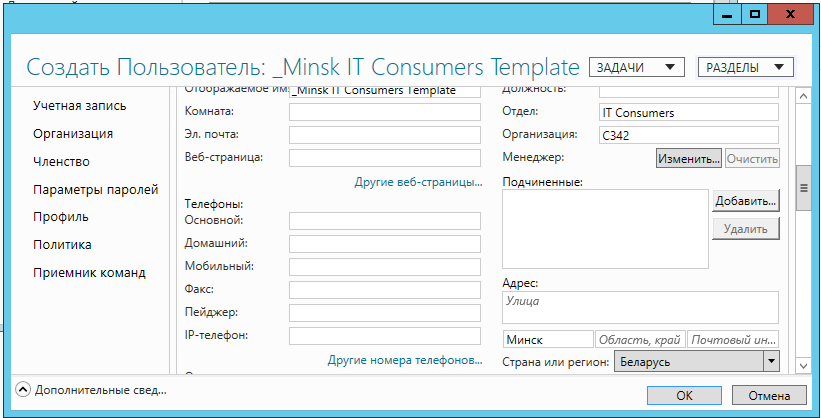 Создать Пользователь: _Minsk IT Consumers Template
ЗАДАЧИ
РАЗДЕЛЫ
Учетная запись
Организация
Членство
Параметры паролей
Профиль
Политика
Приемник команд
Отображаемое им: _Minsk IT Consumers Template
Комната:
Эл. почта:
Веб-страница:
Другие веб-страницы...
Телефоны:
Основной:
Домашний:
Мобильный:
Факс:
Пейджер:
IP-телефон:
Другие номера телефонов...
Должность:
Отдел: IT Consumers
Организация: C342
Менеджер: Изменить... Очистить
Подчиненные:
Добавить...
Удалить
Адрес:
Улица
Минск Область, край Почтовый ин...
Страна или регион: Беларусь
Дополнительные свед...
OK
Отмена